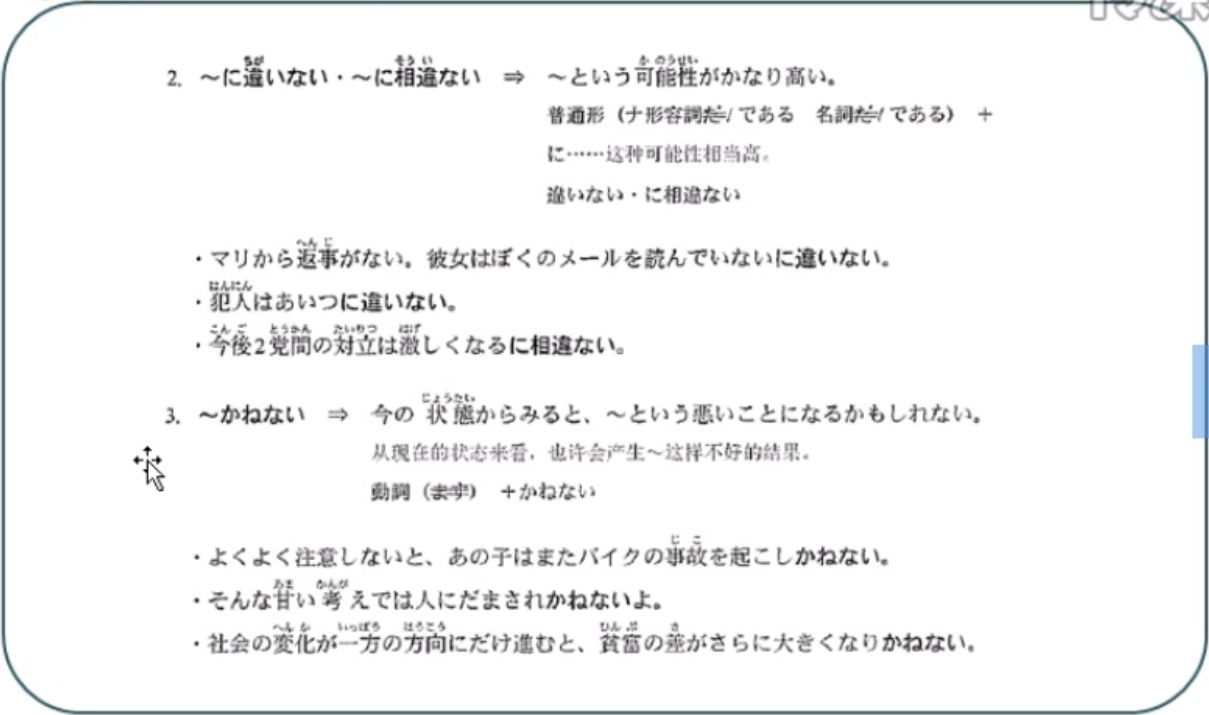 2. ～に違いない・～に相違ない ⇒ ～という可能性がかなり高い。
普通形（ナ形容詞だ/である 名詞だ/である） ＋
に……这种可能性相当高。
違いない・に相違ない
・マリから返事がない。彼女はぼくのメールを読んでいないに違いない。
・犯人はあいつに違いない。
・今後2党間の対立は激しくなるに相違ない。
3. ～かねない ⇒ 今の状態からみると、～という悪いことになるかもしれない。
从现在的状态来看，也许会产生～这样不好的结果。
動詞（ます） ＋かねない
・よくよく注意しないと、あの子はまたバイクの事故を起こしかねない。
・そんな甘い考えでは人にだまされかねないよ。
・社会の変化が一方の方向にだけ進むと、貧富の差がさらに大きくなりかねない。